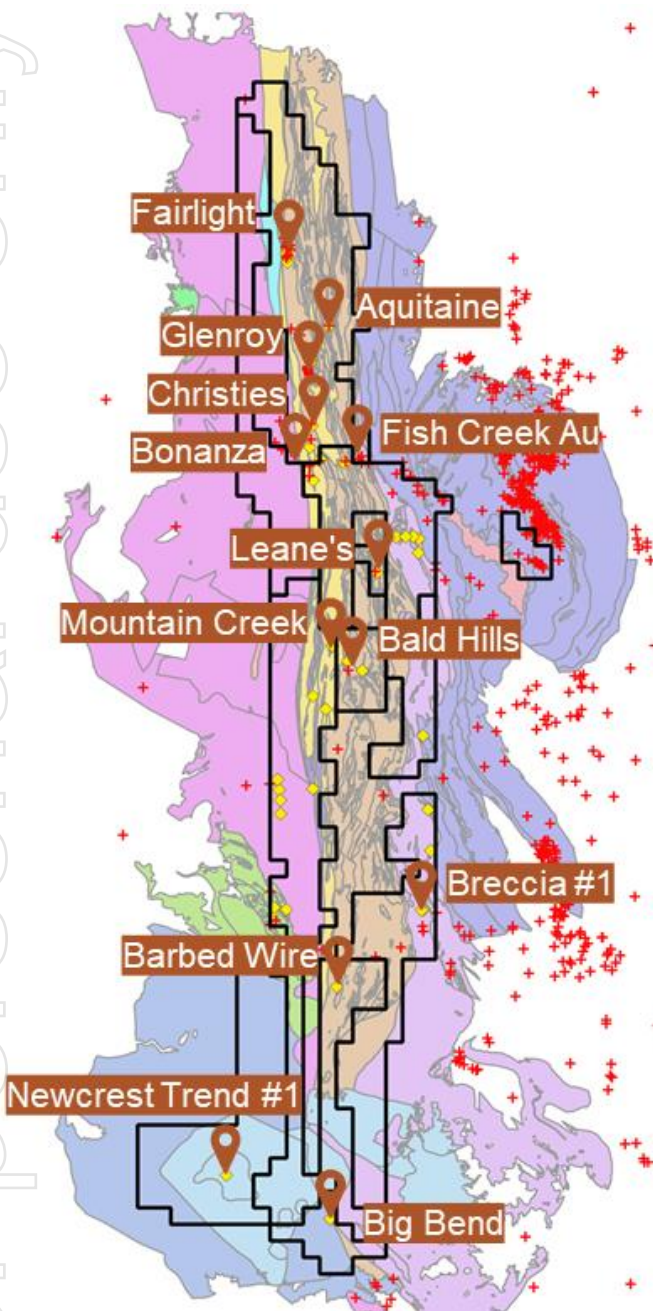 Fairlight
Aquitaine
Glenroy
Christies
Bonanza
Fish Creek Au
Leane's
Mountain Creek
Bald Hills
Breccia #1
Barbed Wire
Newcrest Trend #1
Big Bend